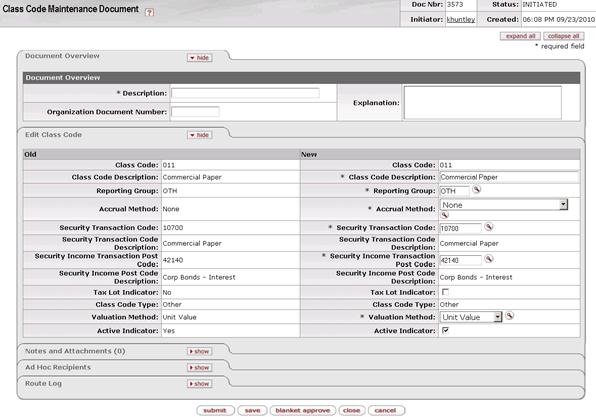 Class Code Maintenance Document ?
Doc Nbr: 3573 Status: INITIATED
Initiator: khuntley Created: 06:08 PM 09/23/2010
expand all collapse all
* required field
Document Overview hide
Document Overview
* Description: Explanation:
Organization Document Number:
Edit Class Code hide
Old New
Class Code: 011 Class Code: 011
Class Code Description: Commercial Paper * Class Code Description: Commercial Paper
Reporting Group: OTH * Reporting Group: OTH
Accrual Method: None * Accrual Method: None
Security Transaction Code: 10700 * Security Transaction Code: 10700
Security Transaction Code Description: Commercial Paper Security Transaction Code Description: Commercial Paper
Security Income Transaction Post Code: 42140 * Security Income Transaction Post Code: 42140
Security Income Post Code Description: Corp Bonds - Interest Security Income Post Code Description: Corp Bonds - Interest
Tax Lot Indicator: No Tax Lot Indicator:
Class Code Type: Other Class Code Type: Other
Valuation Method: Unit Value * Valuation Method: Unit Value
Active Indicator: Yes Active Indicator:
Notes and Attachments (0) show
Ad Hoc Recipients show
Route Log show
submit save blanket approve close cancel